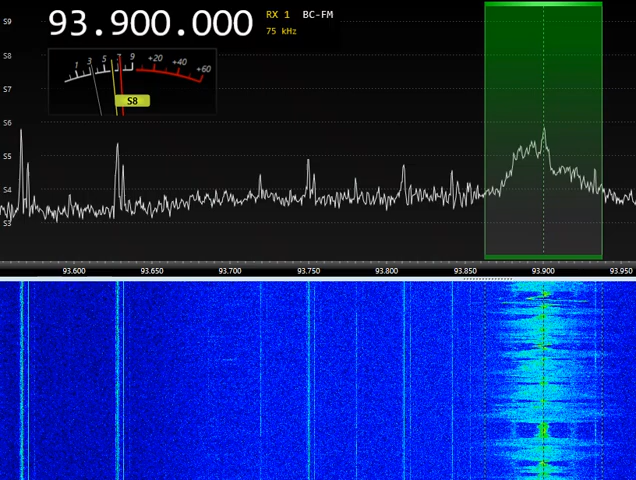 93.900.000
RX 1 BC-FM
75 kHz
1 3 5 7 9 +20 +40 +60
S8
S9
S8
S7
S6
S5
S4
S3
93.600 93.650 93.700 93.750 93.800 93.850 93.900 93.950